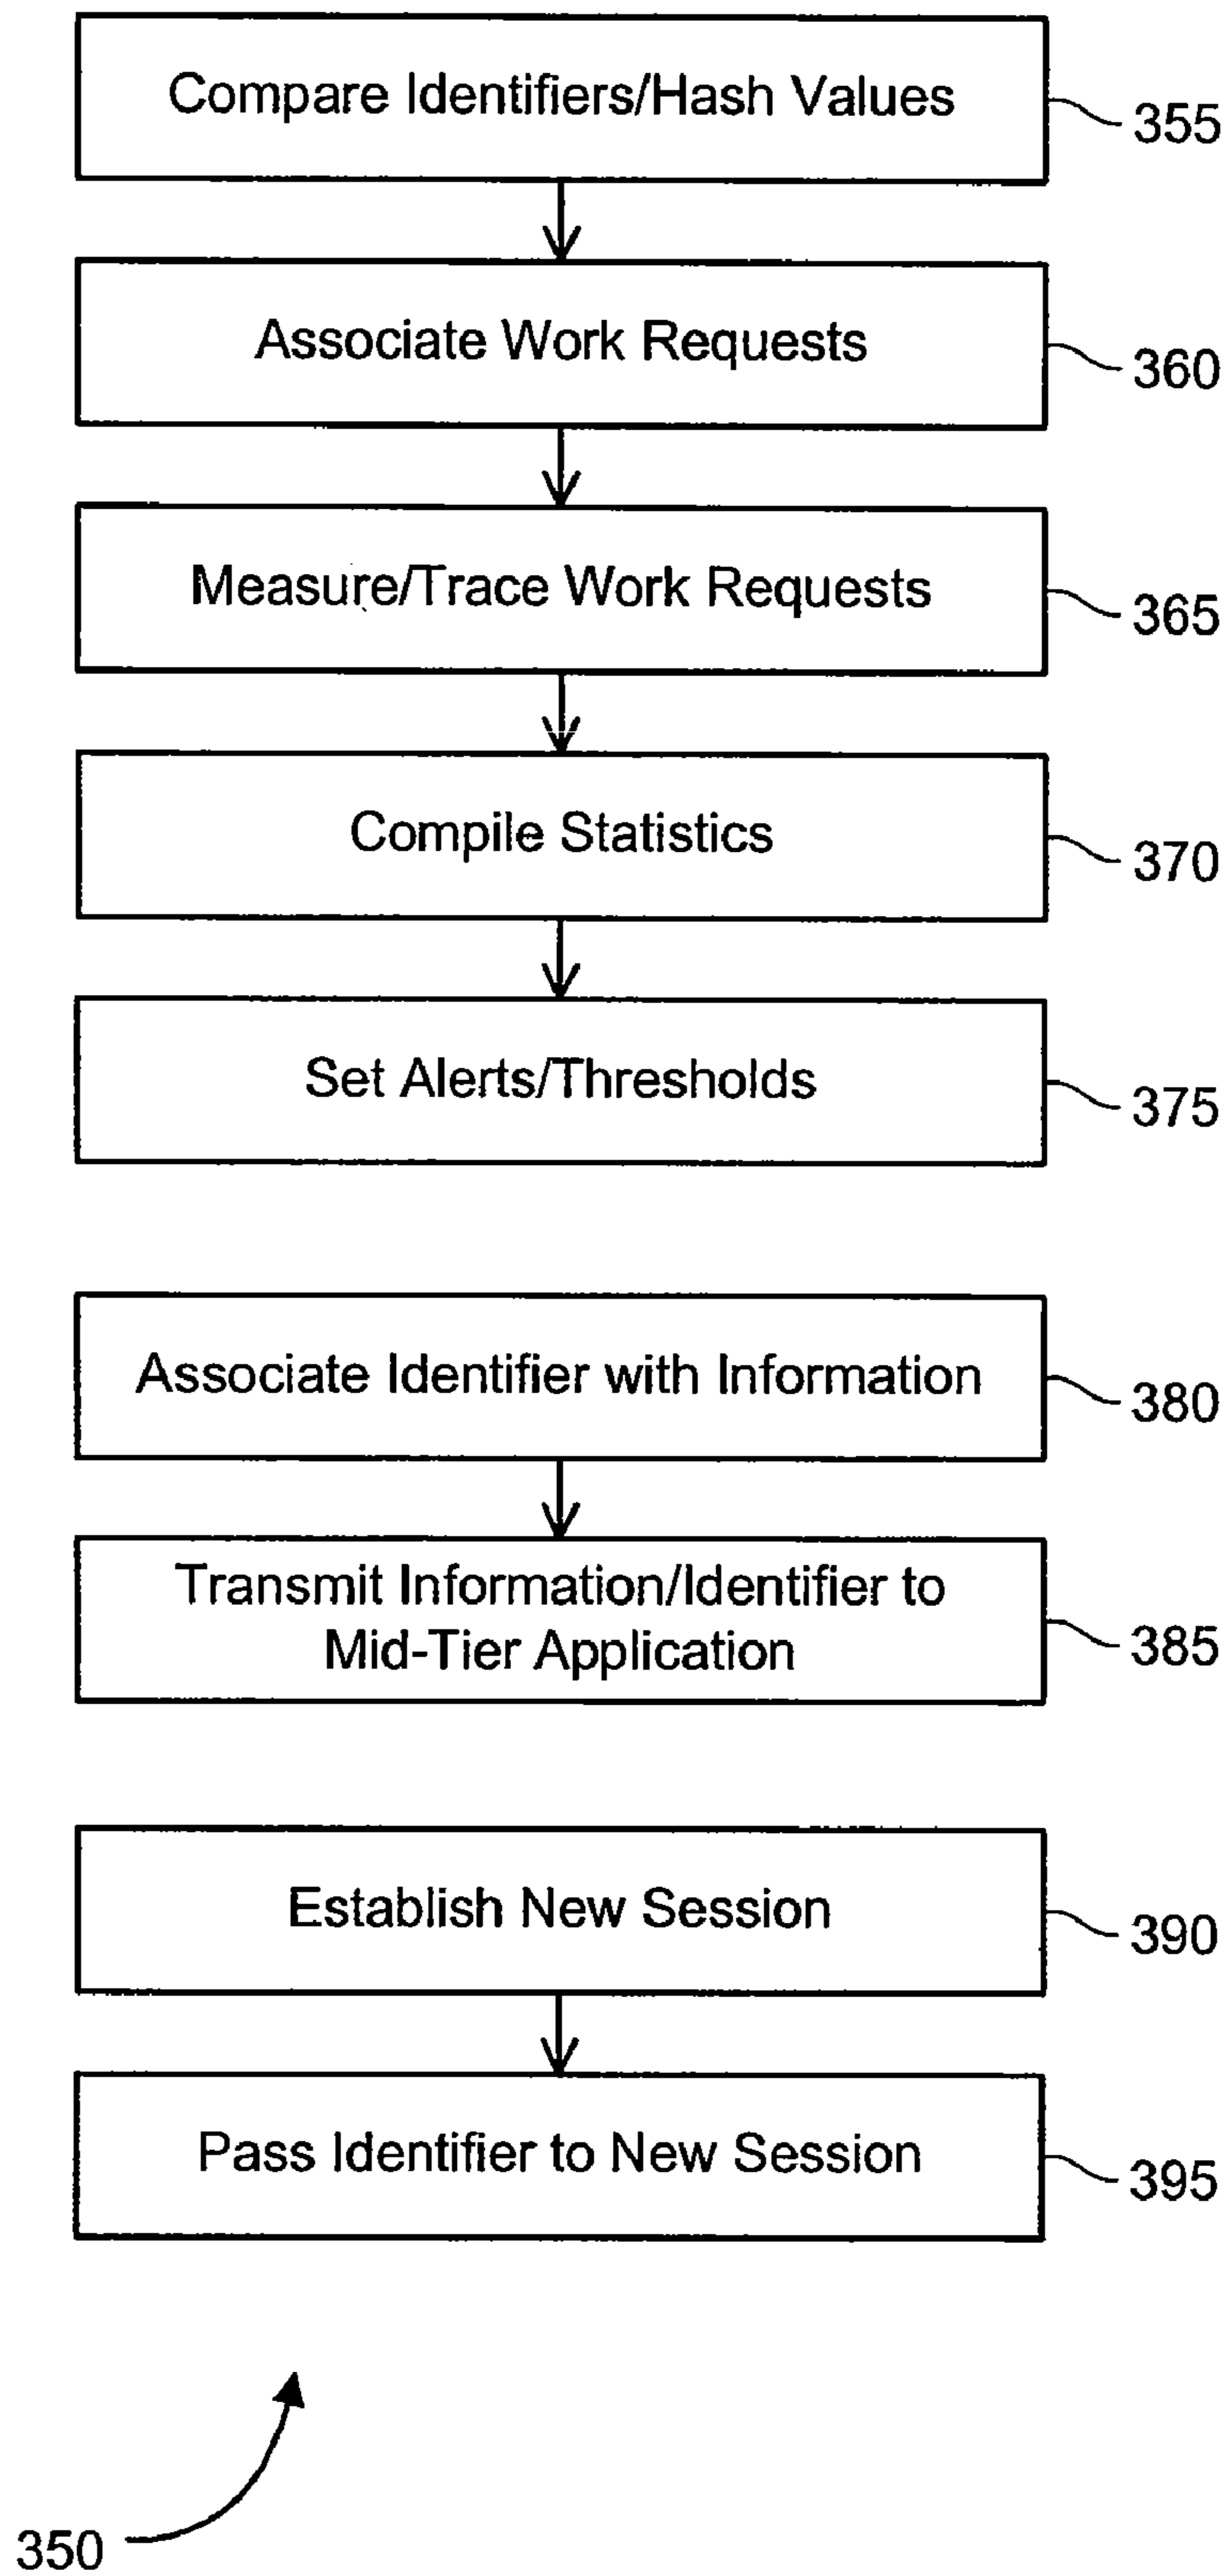 Compare Identifiers/Hash Values
355
Associate Work Requests
360
Measure/Trace Work Requests
365
Compile Statistics
370
Set Alerts/Thresholds
375
Associate Identifier with Information
380
Transmit Information/Identifier to
Mid-Tier Application
385
Establish New Session
390
Pass Identifier to New Session
395
350